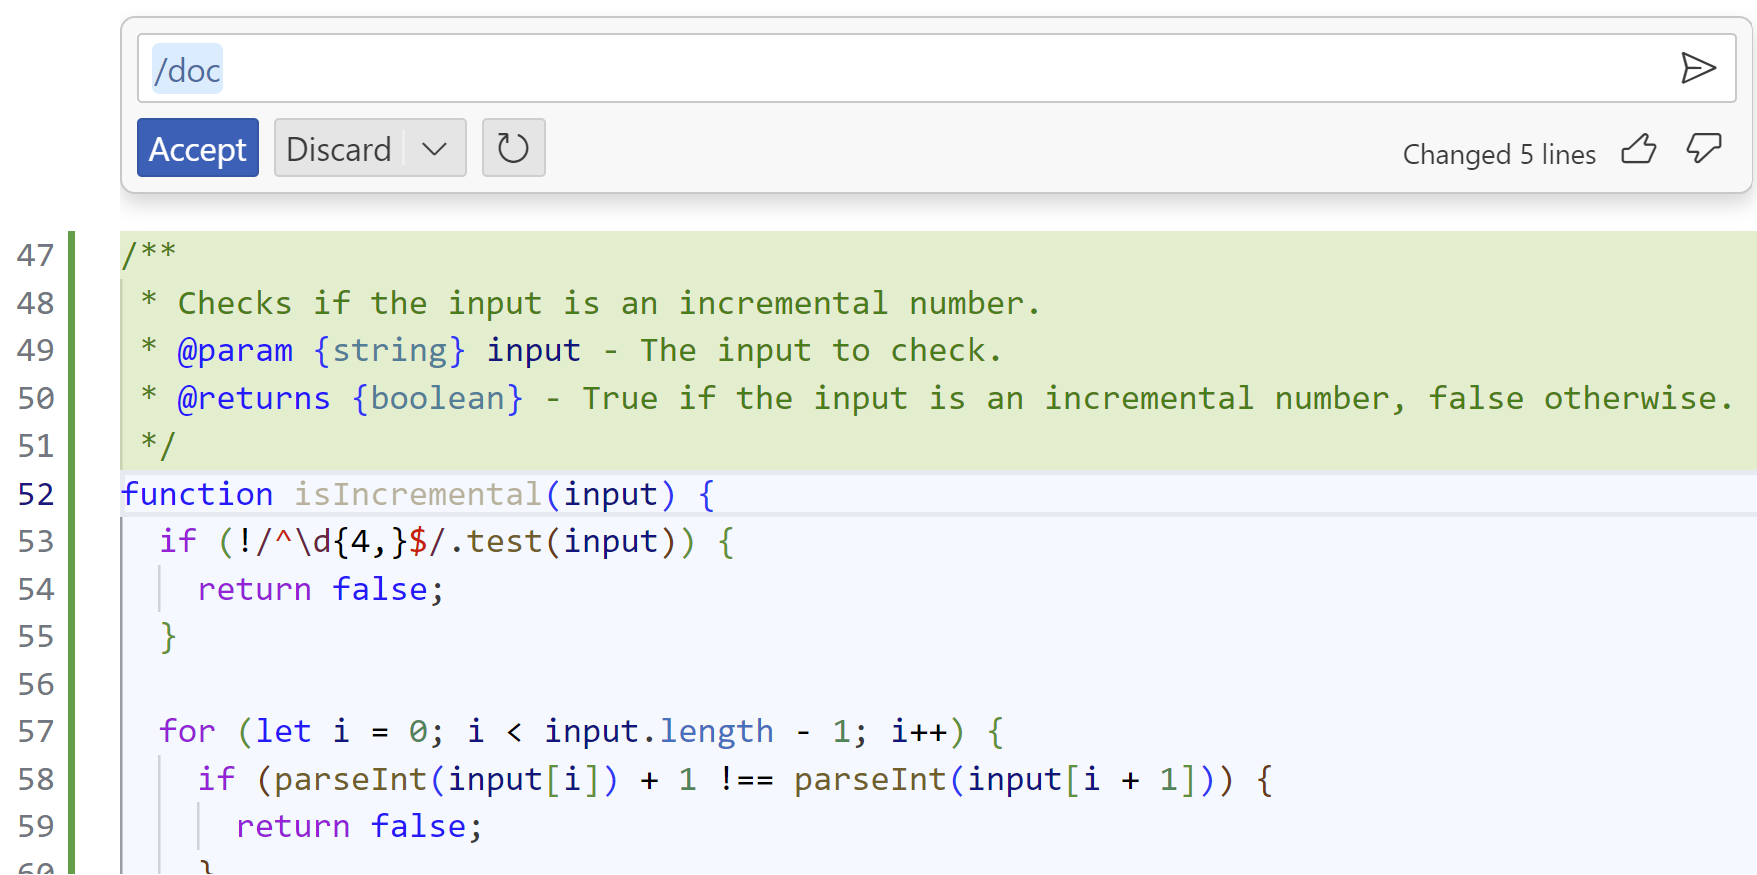 /doc
Accept Discard
Changed 5 lines
47 /**
48  * Checks if the input is an incremental number.
49  * @param {string} input - The input to check.
50  * @returns {boolean} - True if the input is an incremental number, false otherwise.
51  */
52 function isIncremental(input) {
53   if (!/^\d{4,}$/.test(input)) {
54     return false;
55   }
56
57   for (let i = 0; i < input.length - 1; i++) {
58     if (parseInt(input[i]) + 1 !== parseInt(input[i + 1])) {
59       return false;
60     }